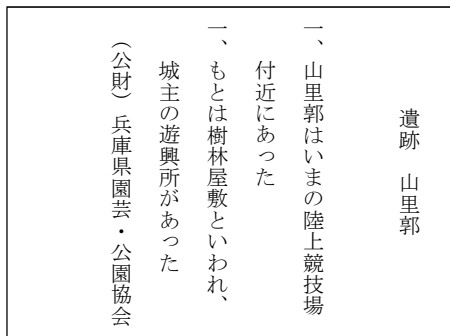 遺跡　山里郭
一、山里郭はいまの陸上競技場
付近にあった
一、もとは樹林屋敷といわれ、
城主の遊興所があった
（公財）兵庫県園芸・公園協会